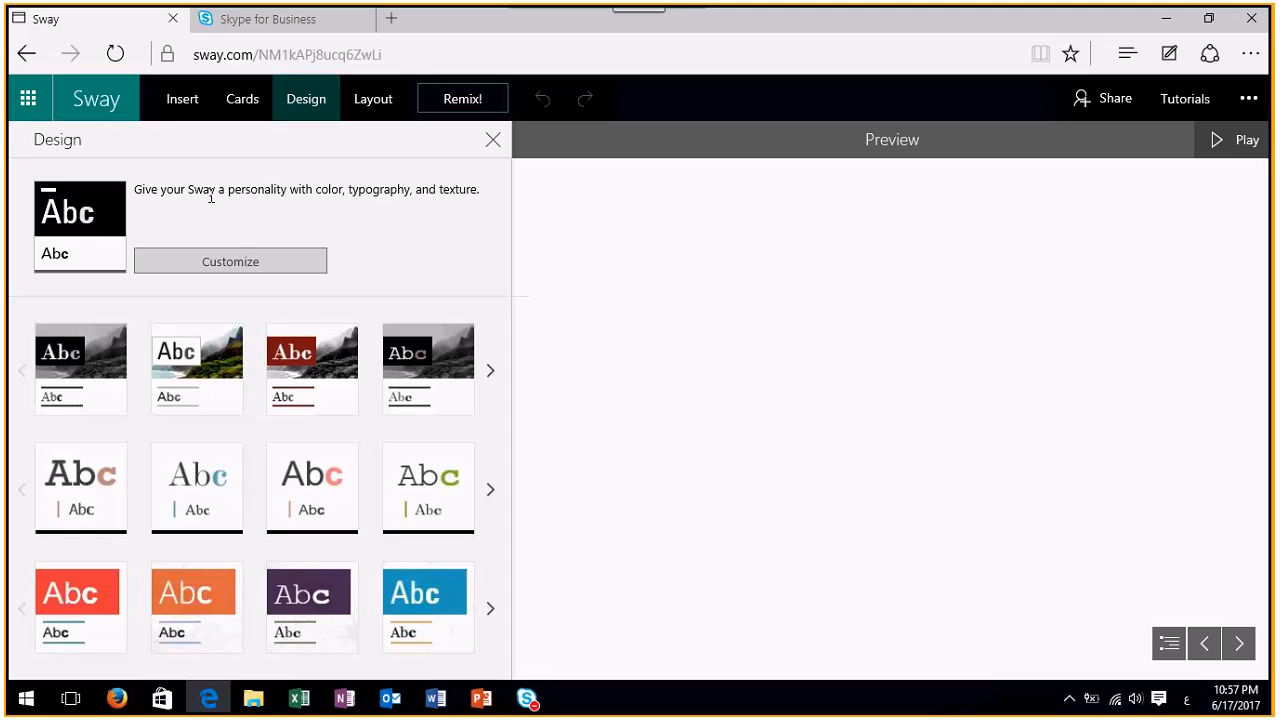 Sway
Skype for Business
sway.com/NM1kAPj8ucq6ZwLi
Sway Insert Cards Design Layout Remix! Share Tutorials
Design
Preview
Play
Give your Sway a personality with color, typography, and texture.
Abc
Abc
Customize
Abc Abc Abc Abc
Abc Abc Abc Abc
Abc Abc Abc Abc
Abc Abc Abc Abc
Abc Abc Abc Abc
Abc Abc Abc Abc
ع
10:57 PM
6/17/2017